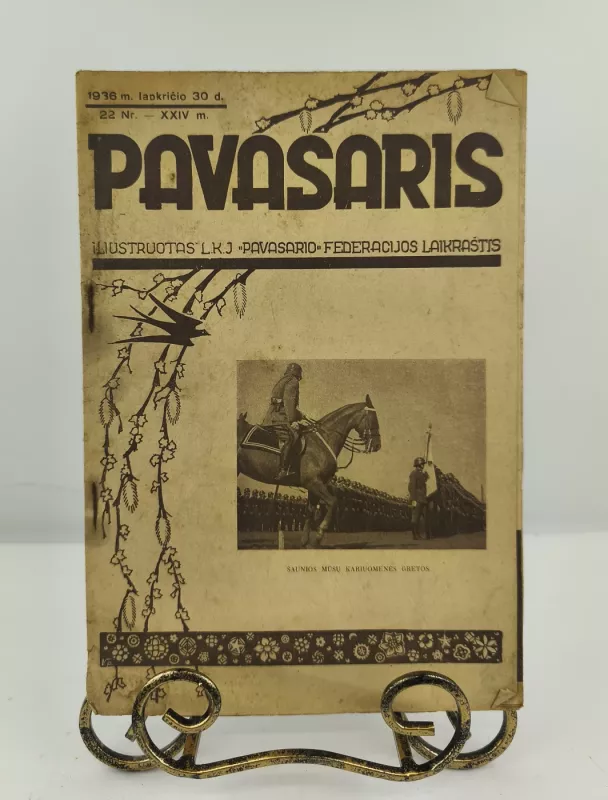 1936 m. lapkričio 30 d.
22 Nr. — XXIV m.
PAVASARIS
ILIUSTRUOTAS L.K.J "PAVASARIO" FEDERACIJOS LAIKRAŠTIS
ŠAUNIOS MŪSŲ KARIUOMENĖS GRETOS